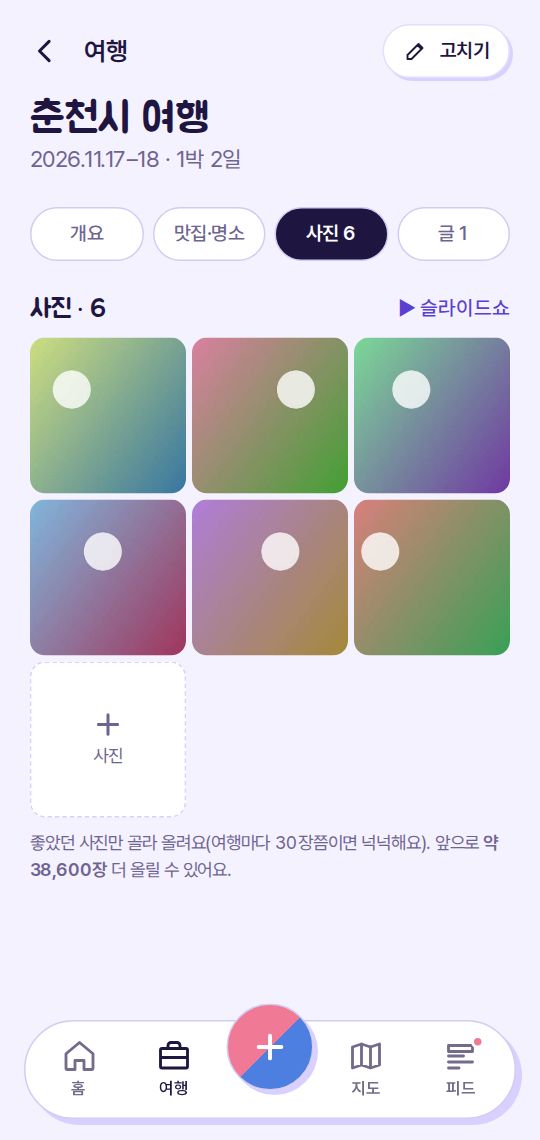 여행
고치기
춘천시 여행
2026.11.17–18 · 1박 2일
개요
맛집·명소
사진 6
글 1
사진 · 6
▶ 슬라이드쇼
사진
좋았던 사진만 골라 올려요(여행마다 30장쯤이면 넉넉해요). 앞으로 약
38,600장 더 올릴 수 있어요.
홈
여행
지도
피드